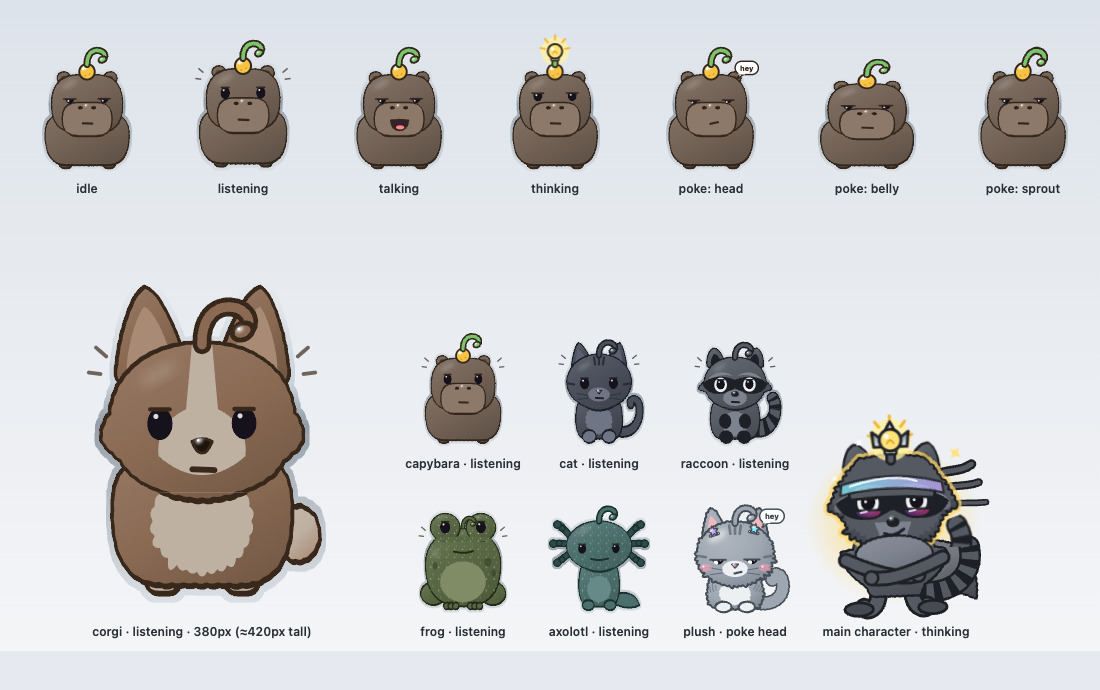 hey
idle
listening
talking
thinking
poke: head
poke: belly
poke: sprout
capybara · listening
cat · listening
raccoon · listening
hey
corgi · listening · 380px (≈420px tall)
frog · listening
axolotl · listening
plush · poke head
main character · thinking